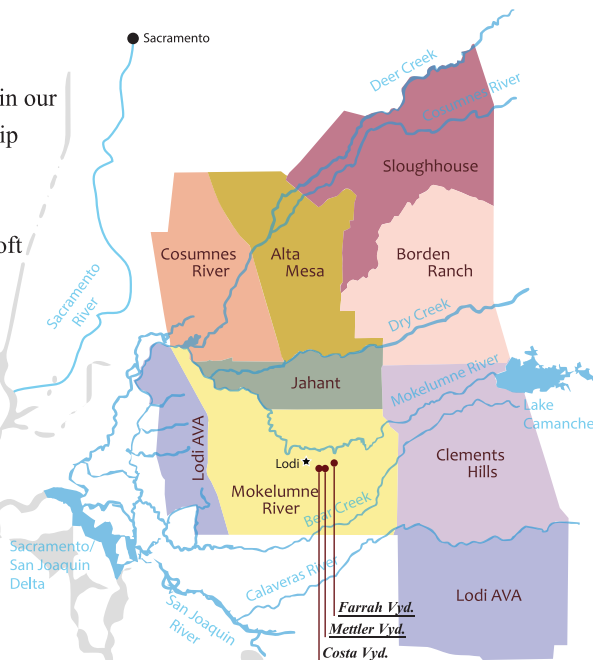 Sacramento
in our
ip
oft
Deer Creek
Cosumnes River
Sloughhouse
Cosumnes
River
Alta
Mesa
Borden
Ranch
Sacramento
River
Dry Creek
Jahant
Mokelumne River
Lake
Camanche
Lodi AVA
Lodi
Mokelumne
River
Clements
Hills
Bear Creek
Sacramento/
San Joaquin
Delta
Calaveras River
San Joaquin
River
Lodi AVA
Farrah Vyd.
Mettler Vyd.
Costa Vyd.